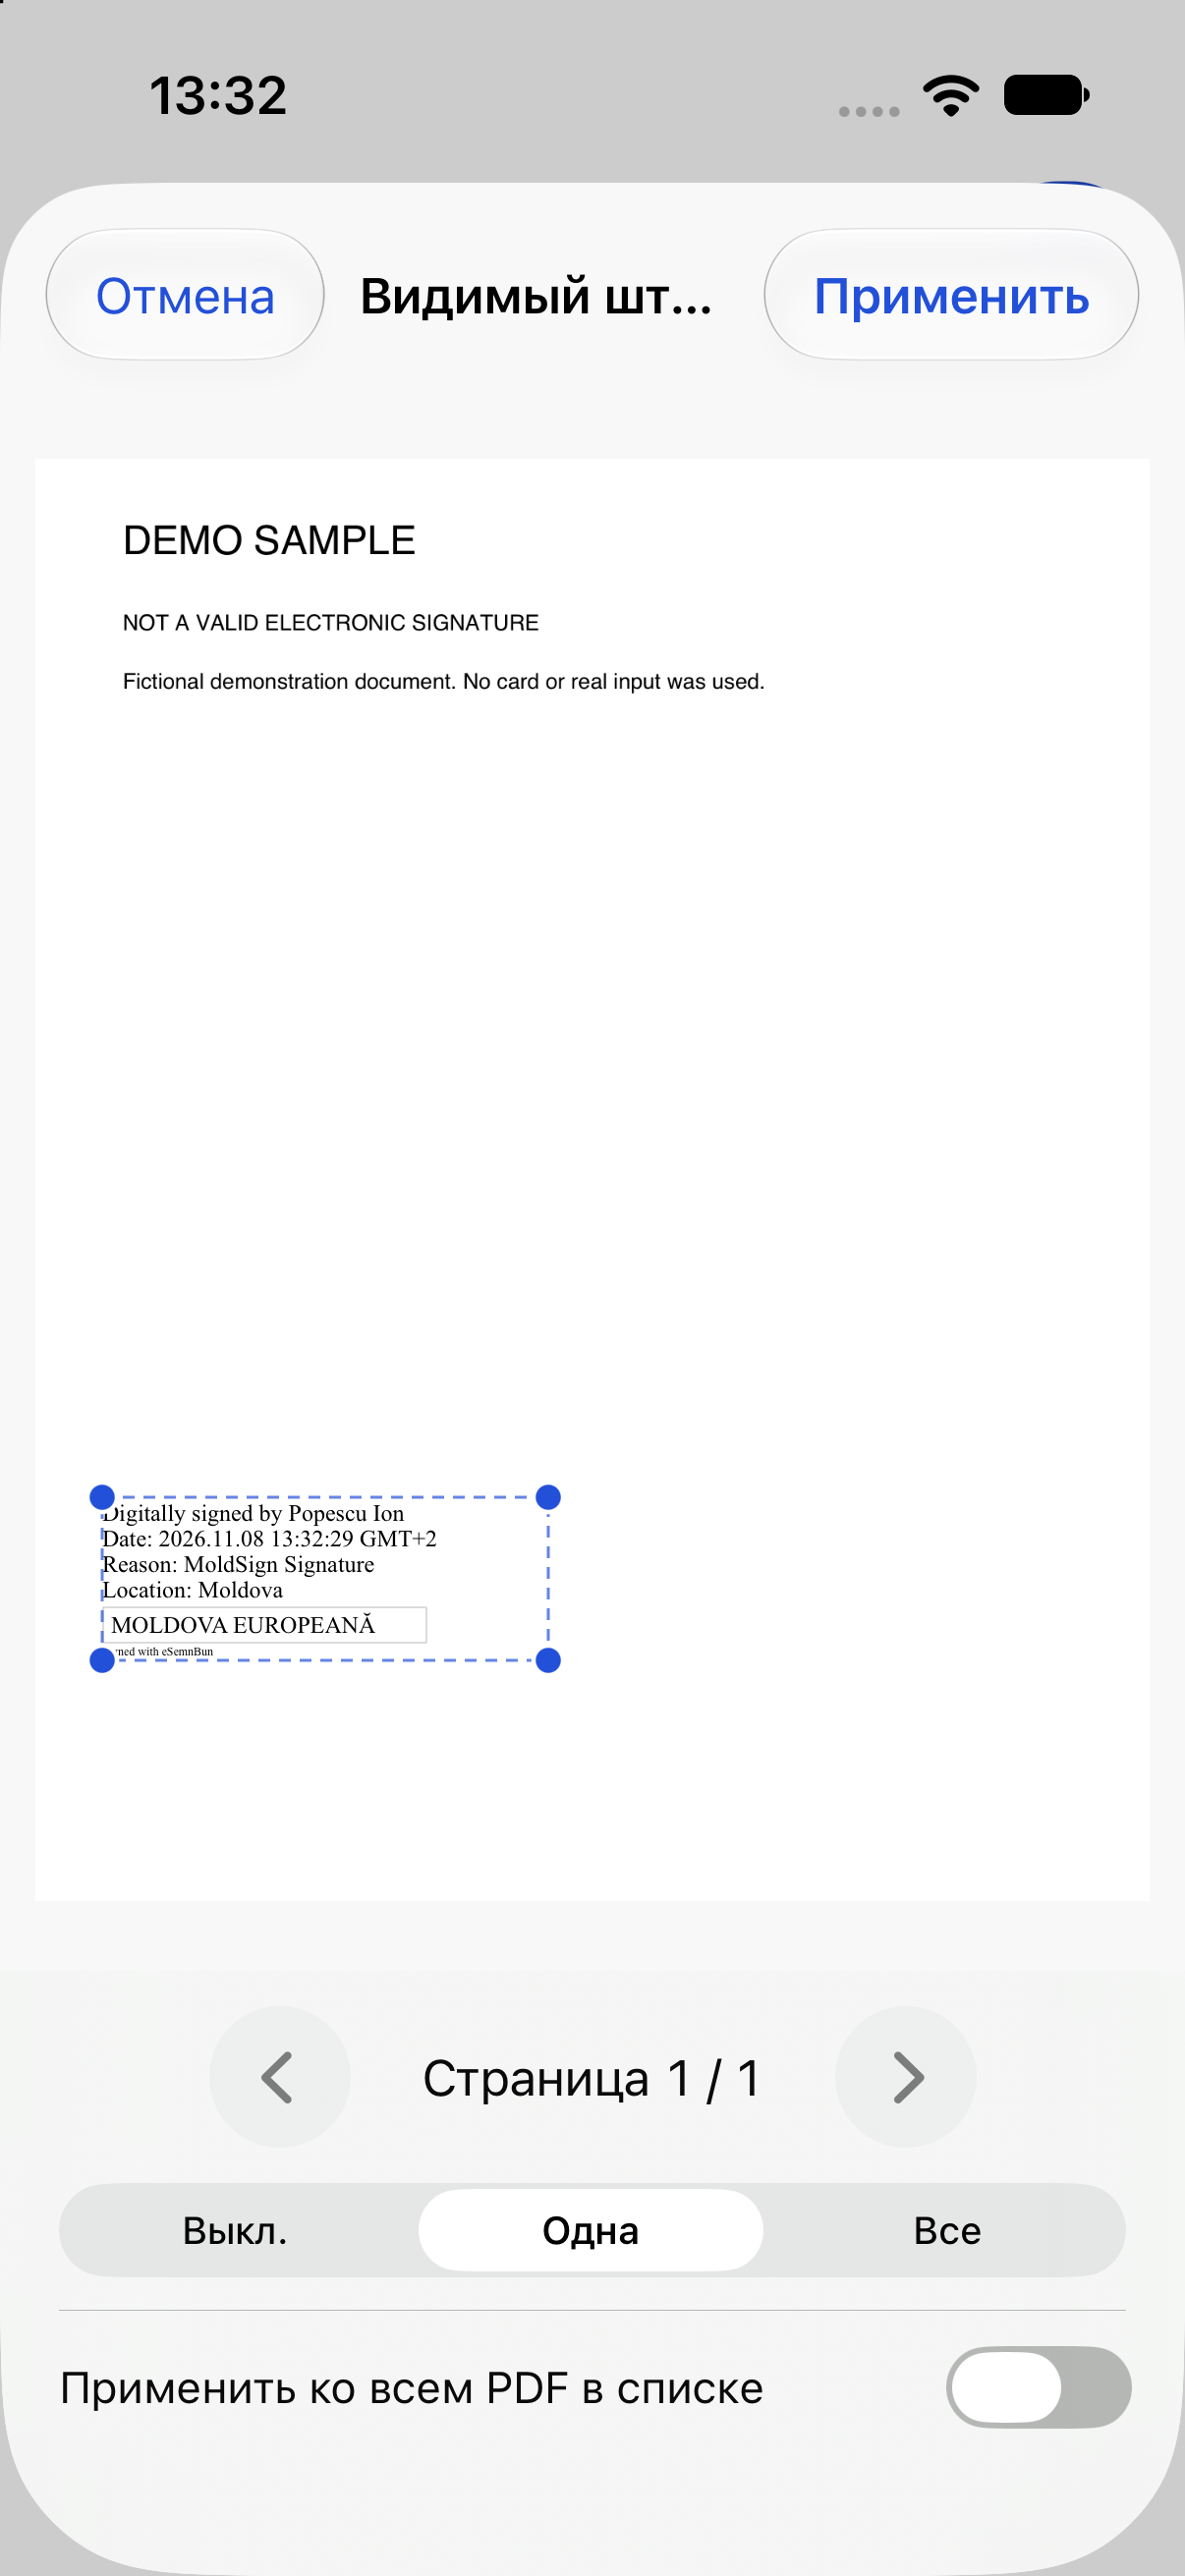 13:32
Отмена
Видимый шт...
Применить
DEMO SAMPLE
NOT A VALID ELECTRONIC SIGNATURE
Fictional demonstration document. No card or real input was used.
Digitally signed by Popescu Ion
Date: 2026.11.08 13:32:29 GMT+2
Reason: MoldSign Signature
Location: Moldova
MOLDOVA EUROPEANĂ
with eSemnBun
Страница 1 / 1
Выкл.
Одна
Все
Применить ко всем PDF в списке